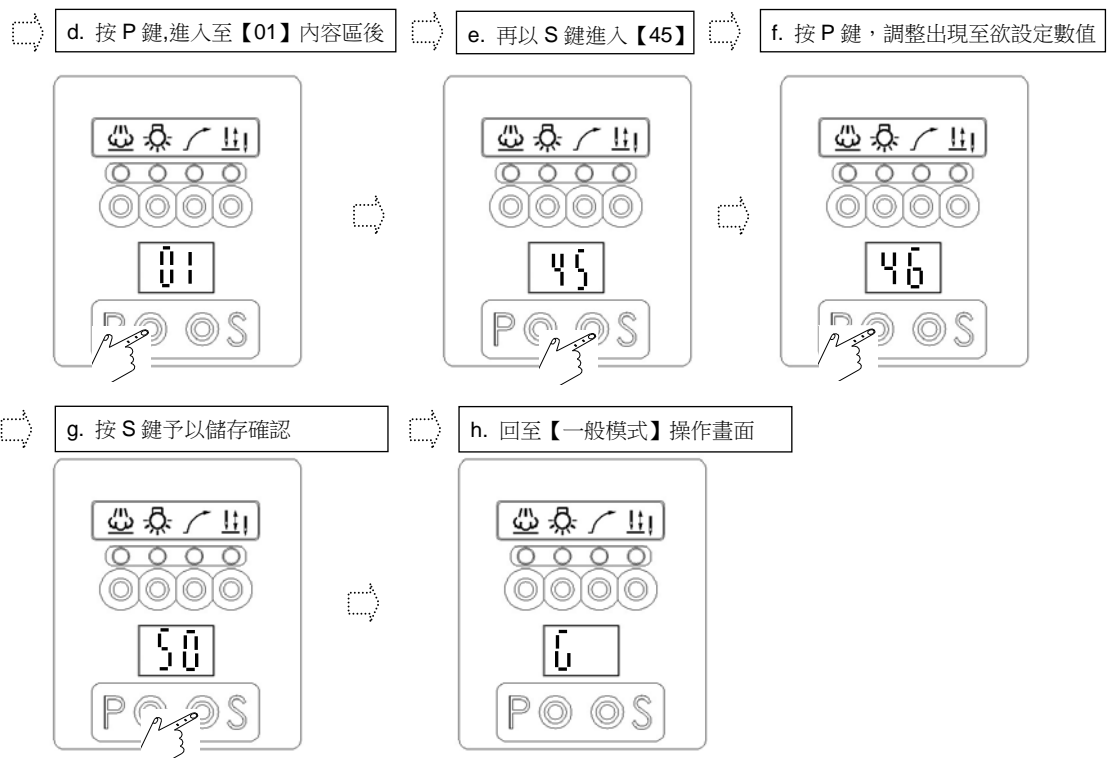 d. 按 P 鍵,進入至【01】內容區後
e. 再以 S 鍵進入【45】
f. 按 P 鍵，調整出現至欲設定數值
01
45
46
P S
P S
P S
g. 按 S 鍵予以儲存確認
h. 回至【一般模式】操作畫面
50
G
P S
P S